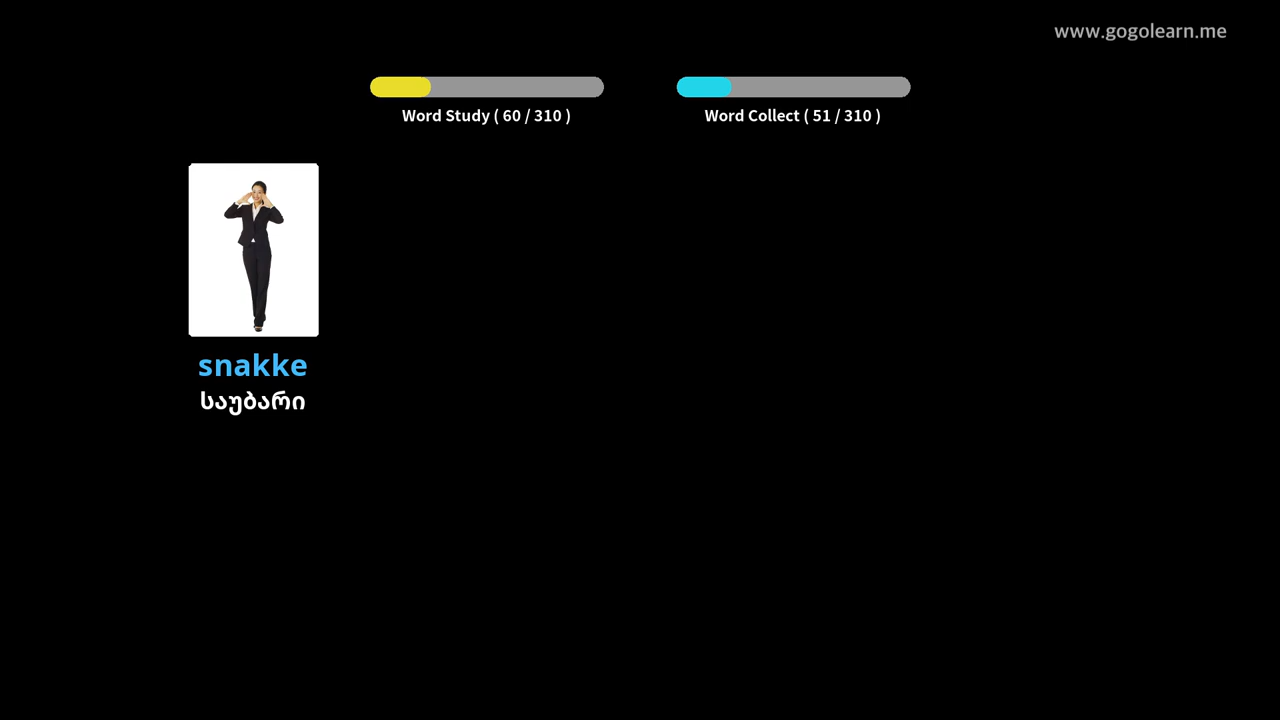 www.gogolearn.me
Word Study ( 60 / 310 )
Word Collect ( 51 / 310 )
snakke
საუბარი